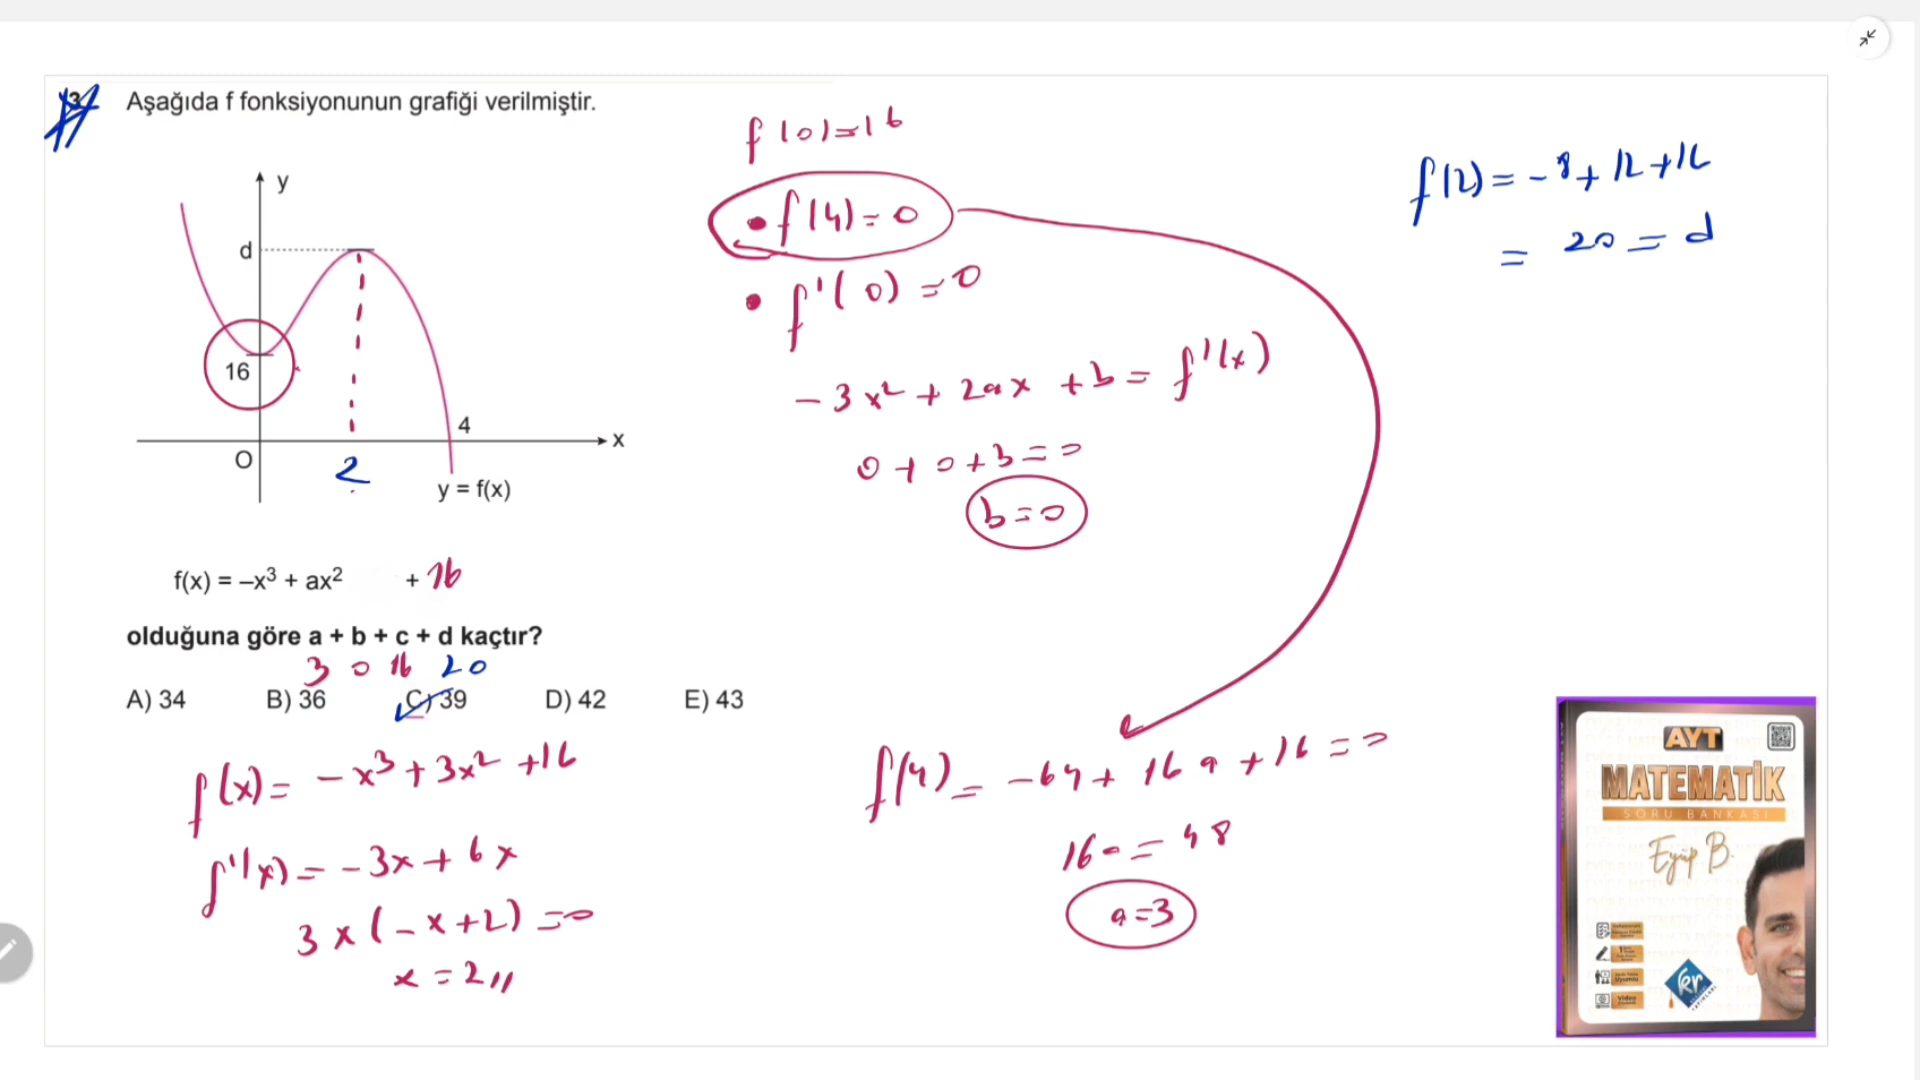 Aşağıda f fonksiyonunun grafiği verilmiştir.
y
d
16
4
x
O
2
y = f(x)
f(x) = –x³ + ax² + 16
olduğuna göre a + b + c + d kaçtır?
3 0 16 20
A) 34 B) 36 C) 39 D) 42 E) 43
f(x) = -x³ + 3x² + 16
f'(x) = -3x + 6x
3x(-x+2) = 0
x = 2 //
f(0) = 16
• f(4) = 0
• f'(0) = 0
-3x² + 2ax + b = f'(x)
0 + 0 + b = 0
b = 0
f(4) = -64 + 16a + 16 = 0
16a = 48
a = 3
f(2) = -8 + 12 + 16
= 20 = d
AYT
MATEMATİK
SORU BANKASI
Eyüp B.
kr
Video